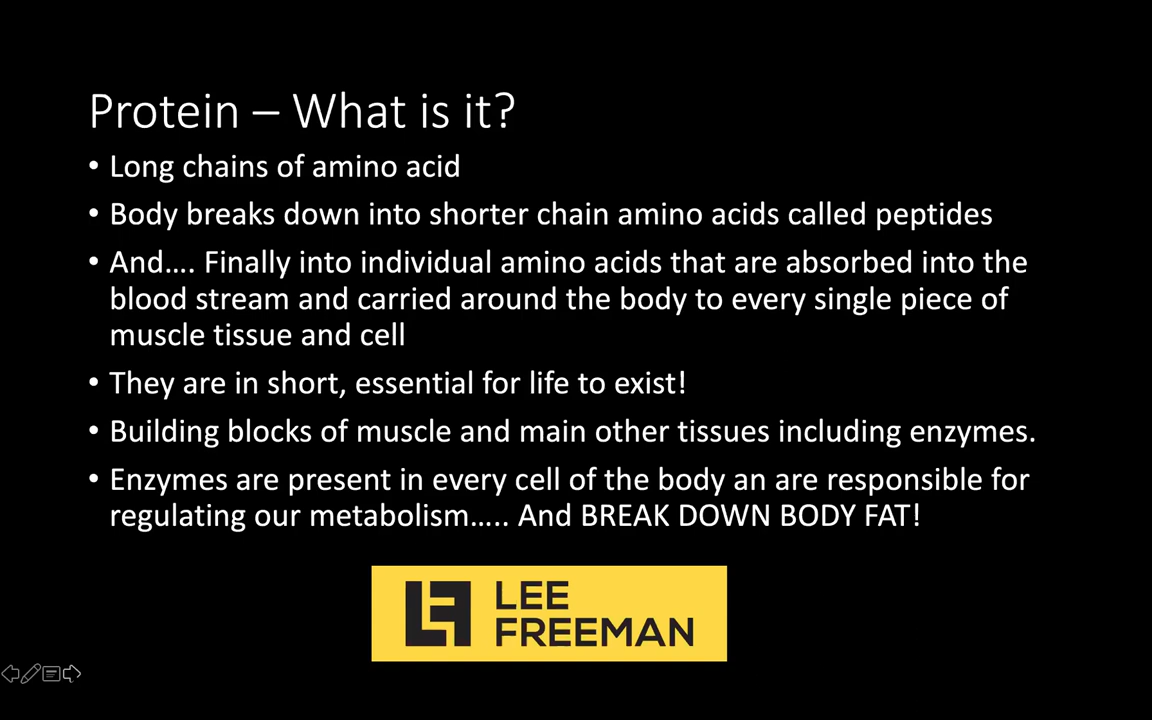 Protein – What is it?
• Long chains of amino acid
• Body breaks down into shorter chain amino acids called peptides
• And…. Finally into individual amino acids that are absorbed into the
blood stream and carried around the body to every single piece of
muscle tissue and cell
• They are in short, essential for life to exist!
• Building blocks of muscle and main other tissues including enzymes.
• Enzymes are present in every cell of the body an are responsible for
regulating our metabolism….. And BREAK DOWN BODY FAT!
LEE
FREEMAN